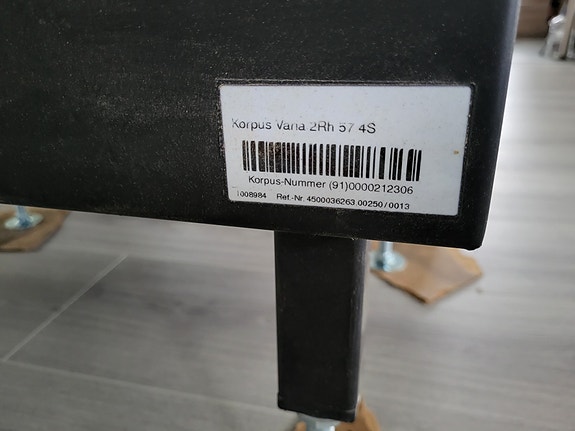 Korpus Varia 2Rh 57 4S
Korpus-Nummer (91)0000212306
1008984 Ref.-Nr. 4500036263 00250/0013